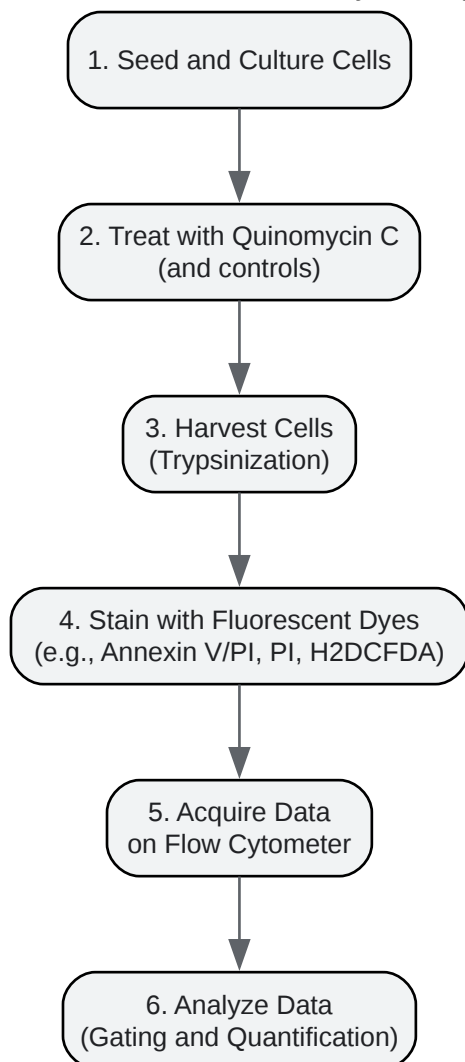 1. Seed and Culture Cells
2. Treat with Quinomycin C
(and controls)
3. Harvest Cells
(Trypsinization)
4. Stain with Fluorescent Dyes
(e.g., Annexin V/PI, PI, H2DCFDA)
5. Acquire Data
on Flow Cytometer
6. Analyze Data
(Gating and Quantification)